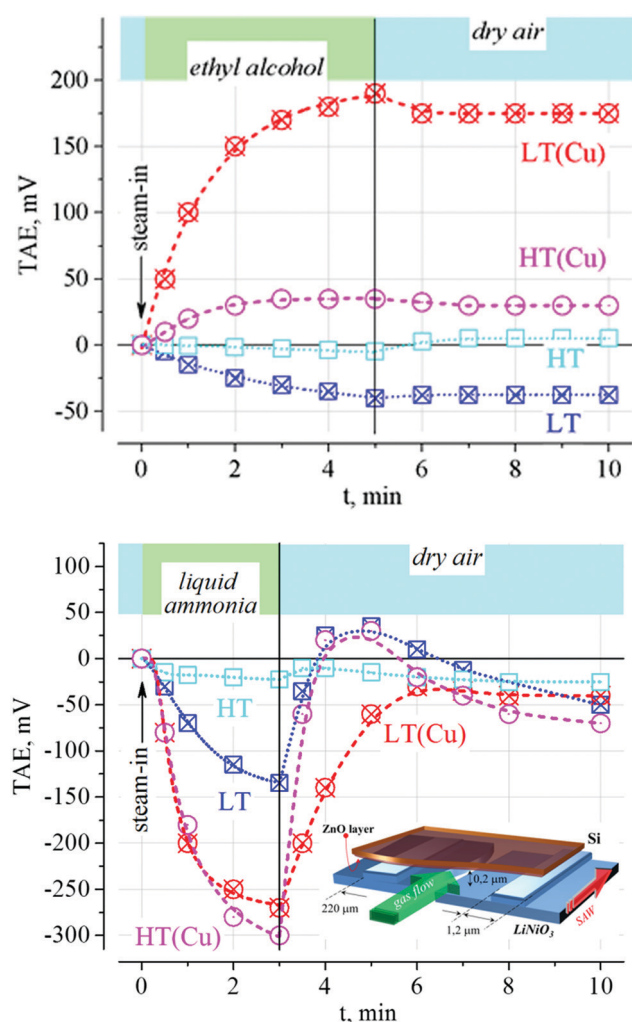 dry air
ethyl alcohol
200
150
100
50
0
-50
TAE, mV
steam-in
LT(Cu)
HT(Cu)
HT
LT
0 2 4 6 8 10
t, min
dry air
liquid
ammonia
100
50
0
-50
-100
-150
-200
-250
-300
TAE, mV
steam-in
HT
LT
LT(Cu)
HT(Cu)
ZnO layer
Si
0,2 µm
gas flow
220 µm
1,2 µm
LiNiO3
SAW
0 2 4 6 8 10
t, min